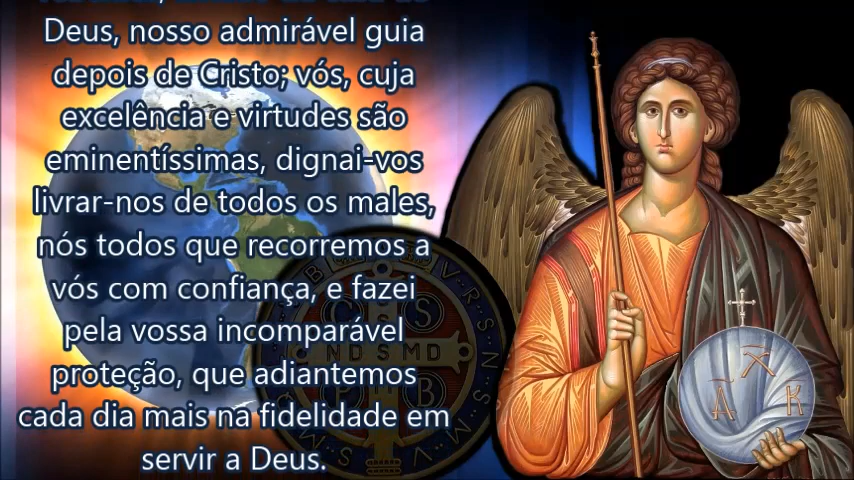 Deus, nosso admirável guia
depois de Cristo; vós, cuja
excelência e virtudes são
eminentíssimas, dignai-vos
livrar-nos de todos os males,
nós todos que recorremos a
vós com confiança, e fazei
pela vossa incomparável
proteção, que adiantemos
cada dia mais na fidelidade em
servir a Deus.
N D S M D
X
A K